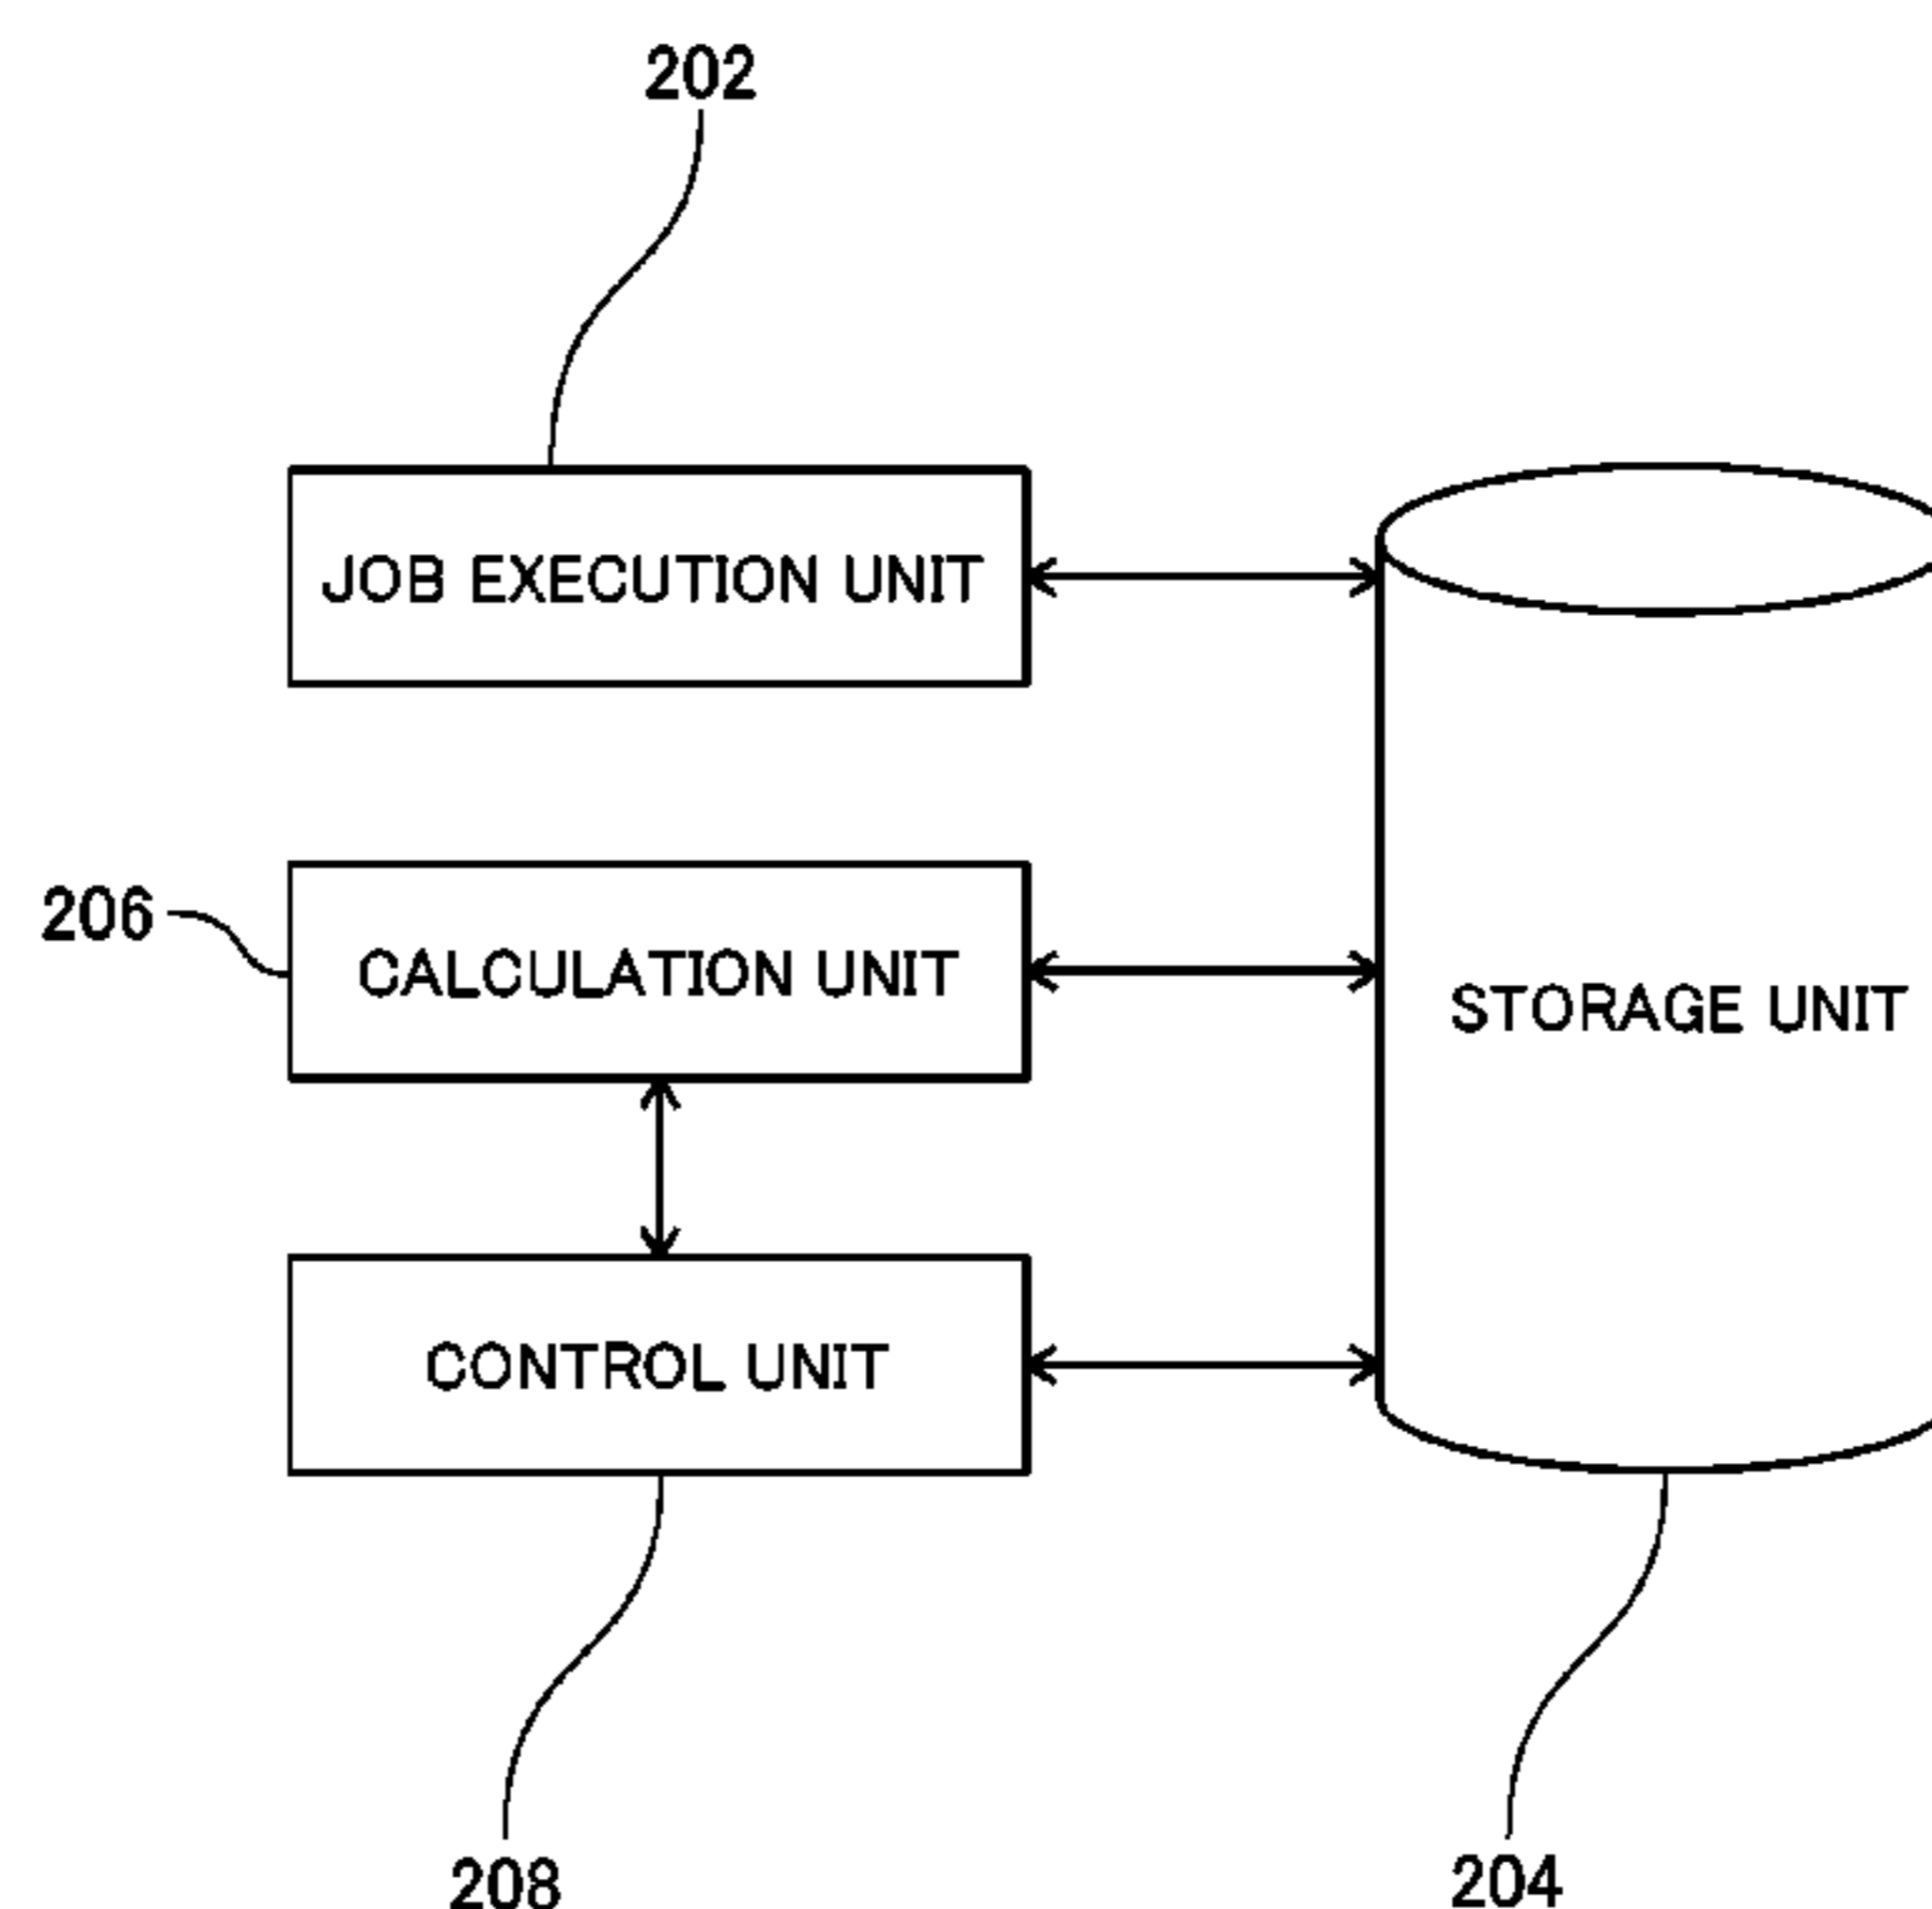 202
JOB EXECUTION UNIT
206
CALCULATION UNIT
STORAGE UNIT
CONTROL UNIT
208
204